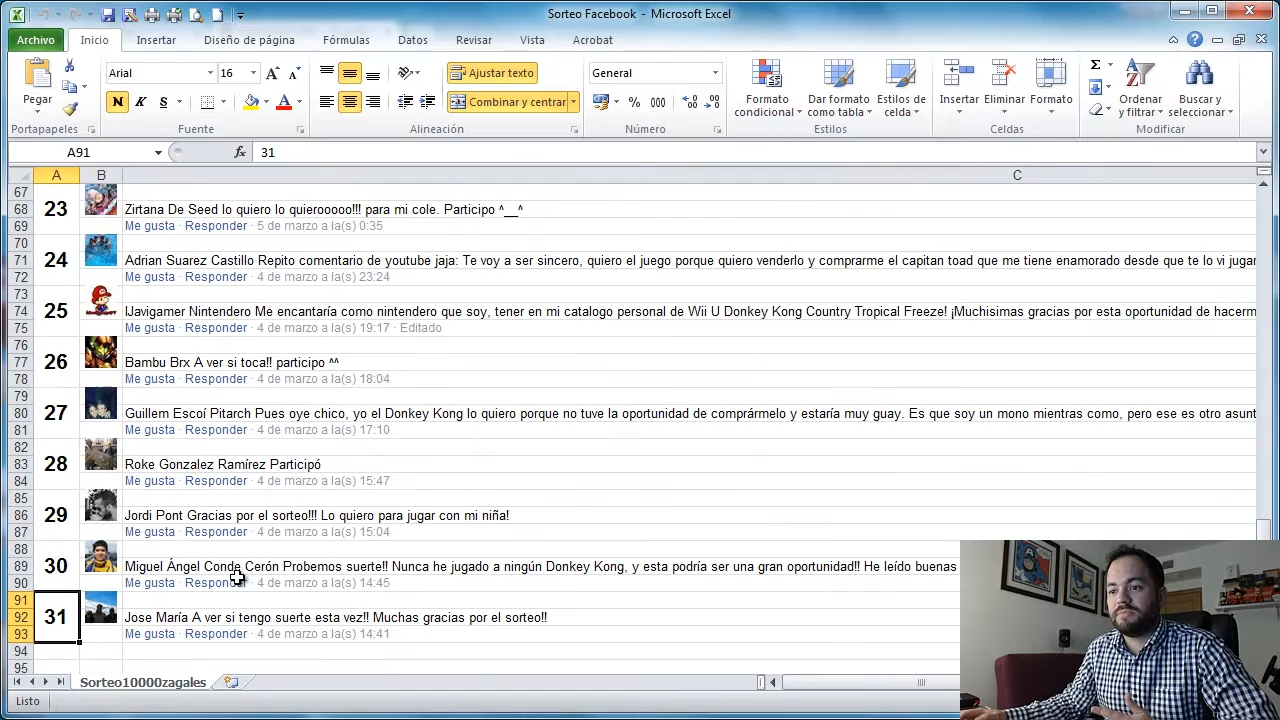 Sorteo Facebook - Microsoft Excel
Archivo Inicio Insertar Diseño de página Fórmulas Datos Revisar Vista Acrobat
Pegar
Portapapeles
Arial 16
N K S
Fuente
Ajustar texto
Combinar y centrar
Alineación
General
% 000
Número
Formato condicional
Dar formato como tabla
Estilos de celda
Estilos
Insertar
Eliminar
Formato
Celdas
Ordenar y filtrar
Buscar y seleccionar
Modificar
A91 fx 31
A B C
67
68 23 Zirtana De Seed lo quiero lo quierooooo!!! para mi cole. Participo ^__^
69 Me gusta · Responder · 5 de marzo a la(s) 0:35
70
71 24 Adrian Suarez Castillo Repito comentario de youtube jaja: Te voy a ser sincero, quiero el juego porque quiero venderlo y comprarme el capitan toad que me tiene enamorado desde que te lo vi jugar
72 Me gusta · Responder · 4 de marzo a la(s) 23:24
73
74 25 IJavigamer Nintendero Me encantaría como nintendero que soy, tener en mi catalogo personal de Wii U Donkey Kong Country Tropical Freeze! ¡Muchisimas gracias por esta oportunidad de hacerm
75 Me gusta · Responder · 4 de marzo a la(s) 19:17 · Editado
76
77 26 Bambu Brx A ver si toca!! participo ^^
78 Me gusta · Responder · 4 de marzo a la(s) 18:04
79
80 27 Guillem Escoí Pitarch Pues oye chico, yo el Donkey Kong lo quiero porque no tuve la oportunidad de comprármelo y estaría muy guay. Es que soy un mono mientras como, pero ese es otro asunt
81 Me gusta · Responder · 4 de marzo a la(s) 17:10
82
83 28 Roke Gonzalez Ramírez Participó
84 Me gusta · Responder · 4 de marzo a la(s) 15:47
85
86 29 Jordi Pont Gracias por el sorteo!!! Lo quiero para jugar con mi niña!
87 Me gusta · Responder · 4 de marzo a la(s) 15:04
88
89 30 Miguel Ángel Conde Cerón Probemos suerte!! Nunca he jugado a ningún Donkey Kong, y esta podría ser una gran oportunidad!! He leído buenas
90 Me gusta · Responder · 4 de marzo a la(s) 14:45
91
92 31 Jose María A ver si tengo suerte esta vez!! Muchas gracias por el sorteo!!
93 Me gusta · Responder · 4 de marzo a la(s) 14:41
94
95
Sorteo10000zagales
Listo